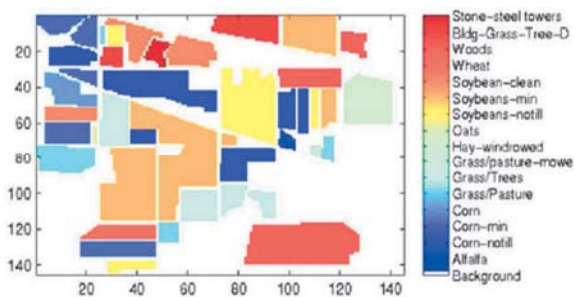 Stone-steel towers
Bldg-Grass-Tree-D
Woods
Wheat
Soybean-clean
Soybeans-min
Soybeans-notill
Oats
Hay-windrowed
Grass/pasture-mowe
Grass/Trees
Grass/Pasture
Corn
Corn-min
Corn-notill
Alfalfa
Background
20
40
60
80
100
120
140
20 40 60 80 100 120 140